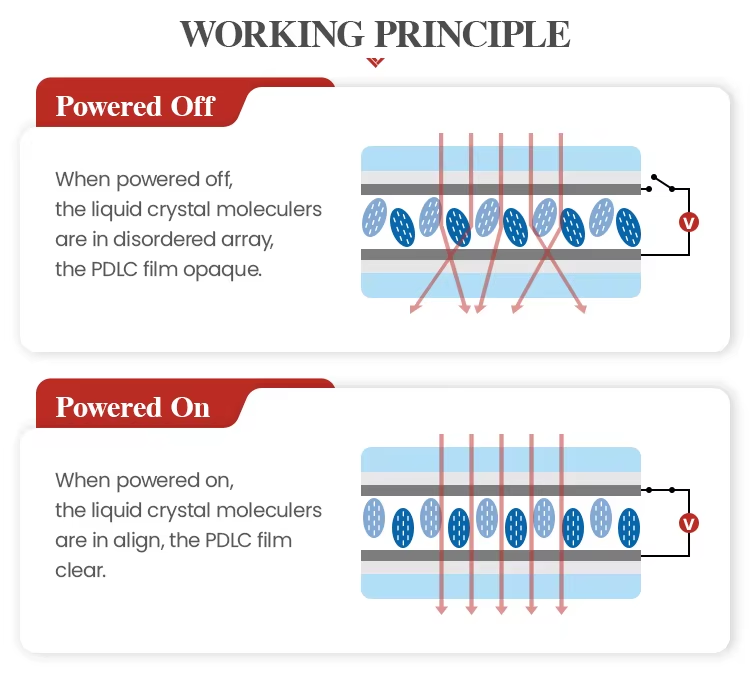 WORKING PRINCIPLE
Powered Off
When powered off,
the liquid crystal moleculers
are in disordered array,
the PDLC film opaque.
V
Powered On
When powered on,
the liquid crystal moleculers
are in align, the PDLC film
clear.
V